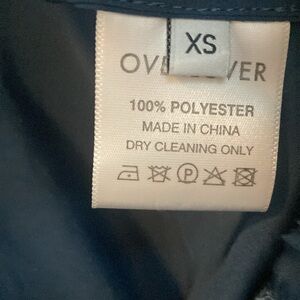 XS
100% POLYESTER
MADE IN CHINA
DRY CLEANING ONLY
P